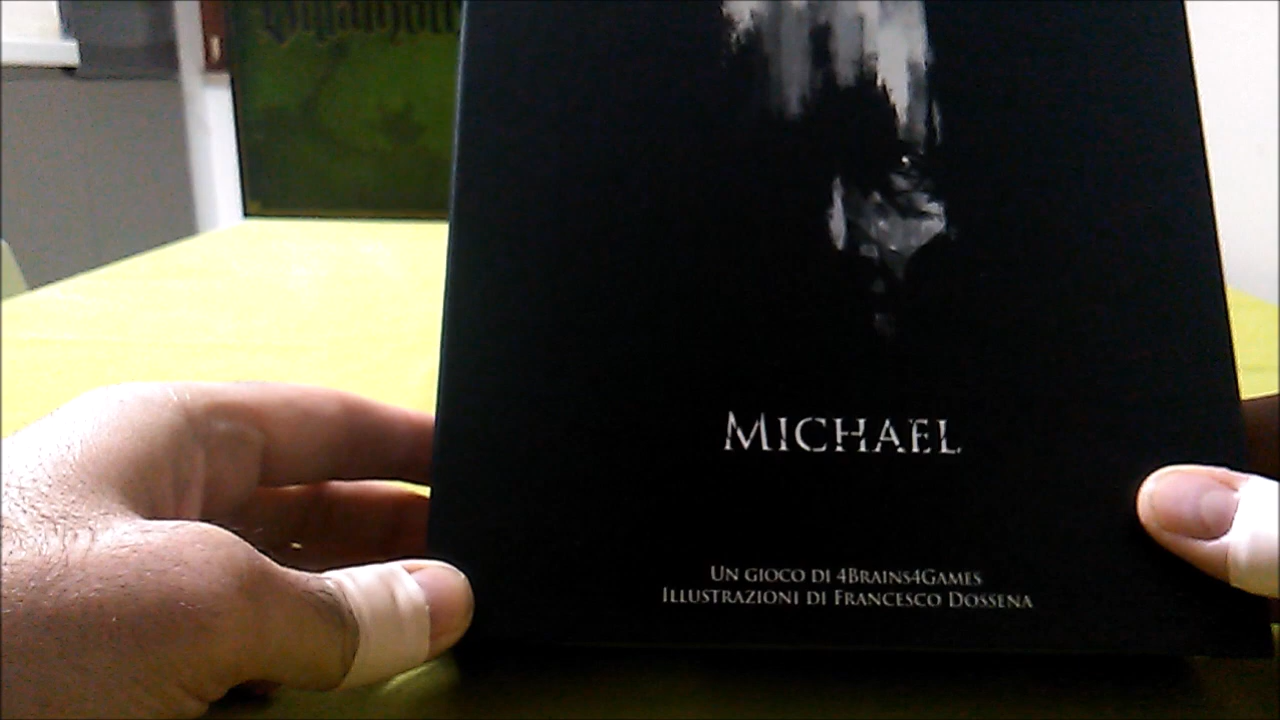 MICHAEL
UN GIOCO DI 4BRAINS4GAMES
ILLUSTRAZIONI DI FRANCESCO DOSSENA